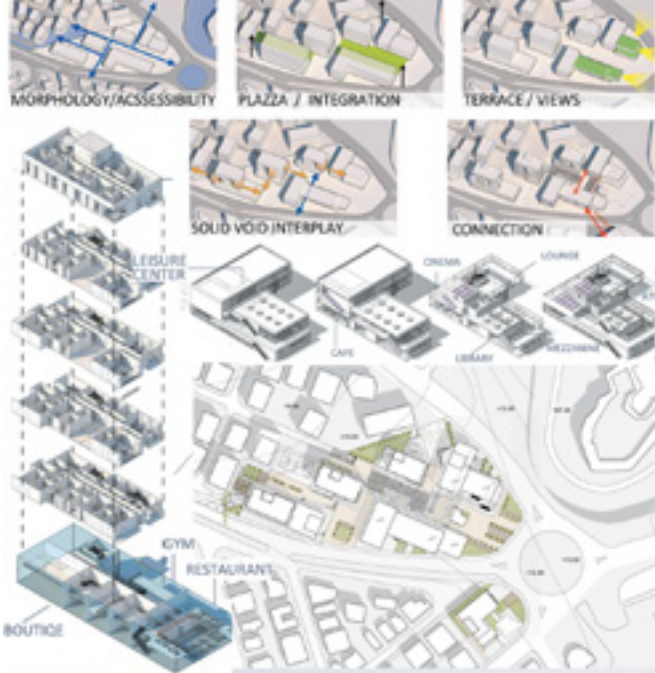 MORPHOLOGY/ACSSESSIBILITY
PLAZZA / INTEGRATION
TERRACE / VIEWS
SOLID VOID INTERPLAY
CONNECTION
LEISURE
CENTER
CINEMA
LOUNGE
CAFE
LIBRARY
MEZZANINE
GYM
RESTAURANT
BOUTIQE